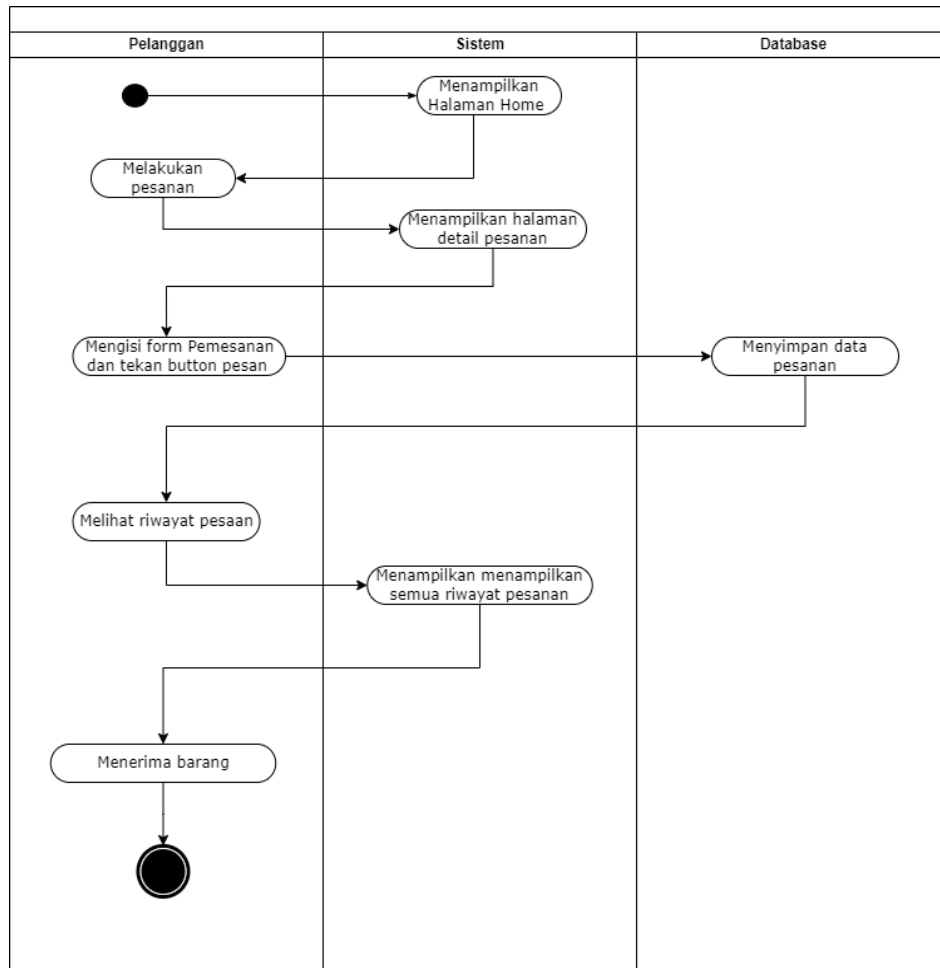 Pelanggan
Sistem
Database
Menampilkan
Halaman Home
Melakukan
pesanan
Menampilkan halaman
detail pesanan
Mengisi form Pemesanan
dan tekan button pesan
Menyimpan data
pesanan
Melihat riwayat pesaan
Menampilkan menampilkan
semua riwayat pesanan
Menerima barang